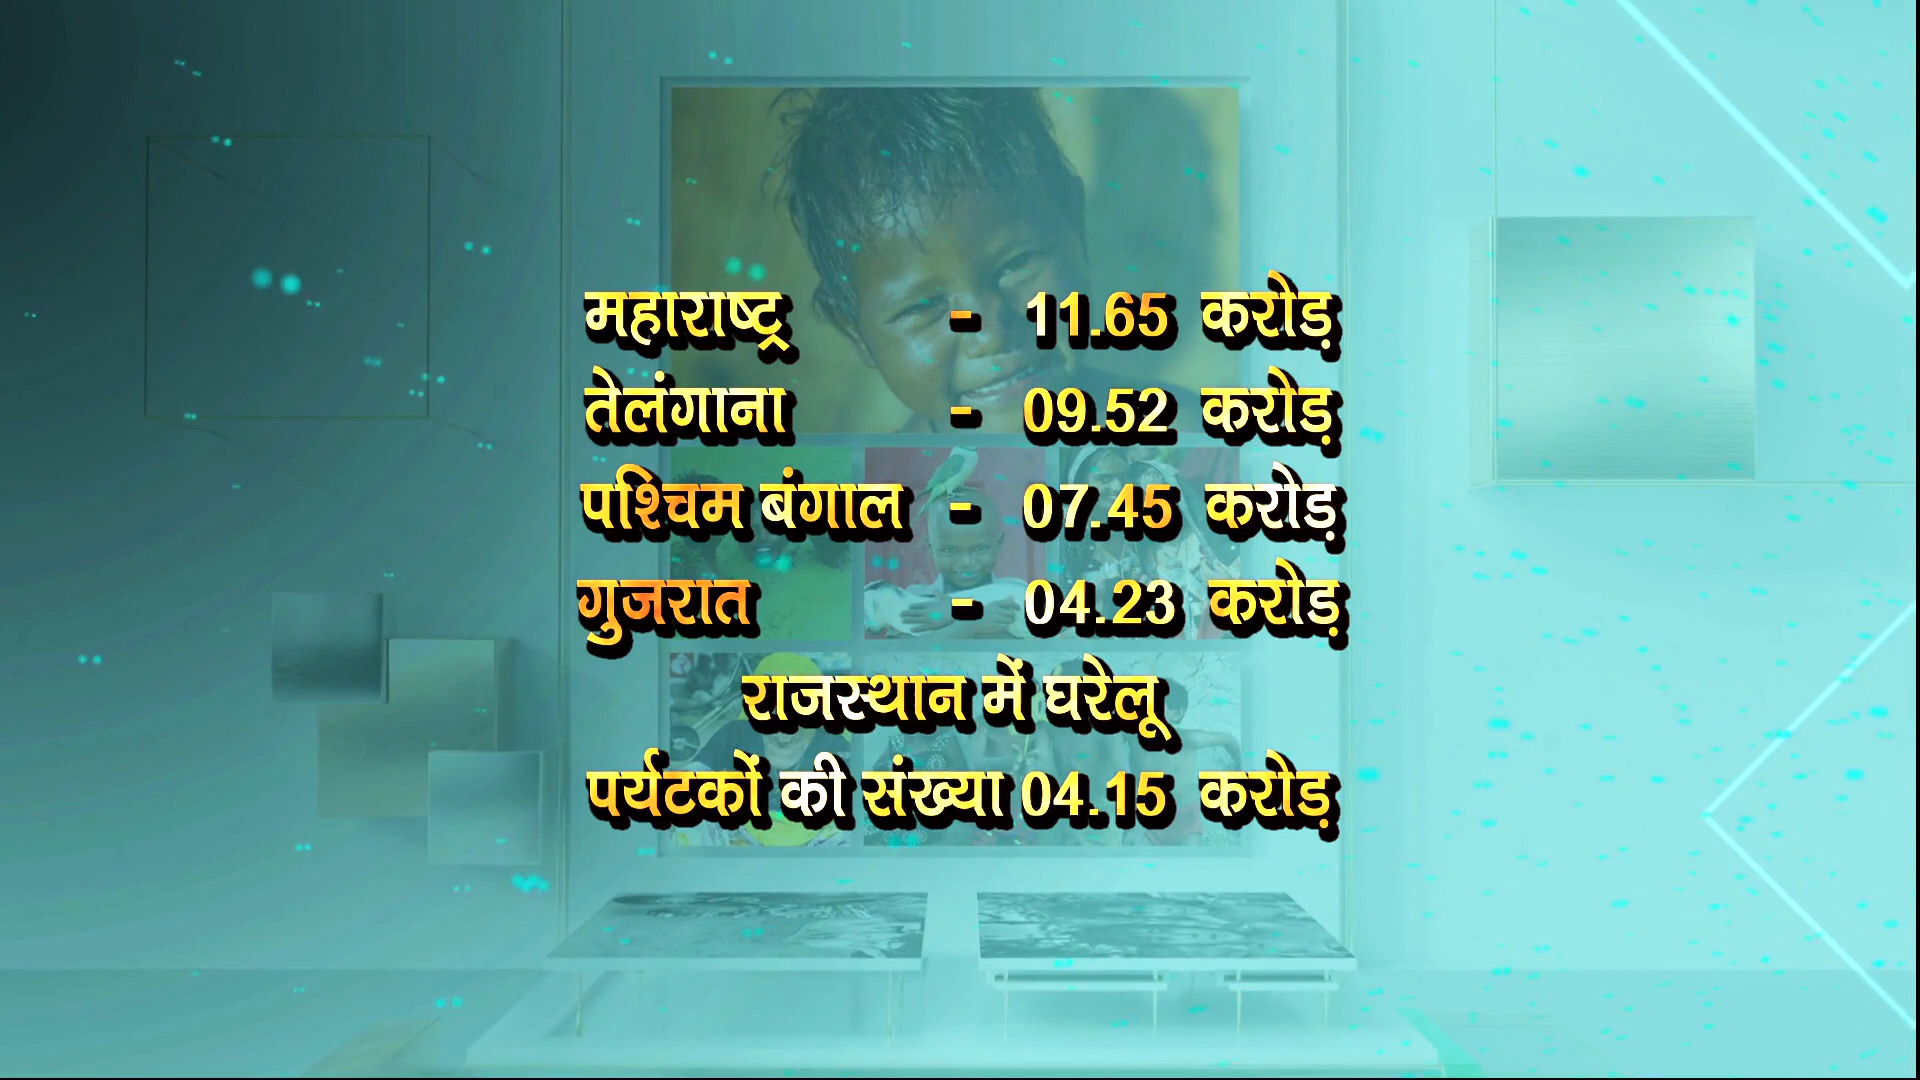 महाराष्ट्र - 11.65 करोड़
तेलंगाना - 09.52 करोड़
पश्चिम बंगाल - 07.45 करोड़
गुजरात - 04.23 करोड़
राजस्थान में घरेलू
पर्यटकों की संख्या 04.15 करोड़